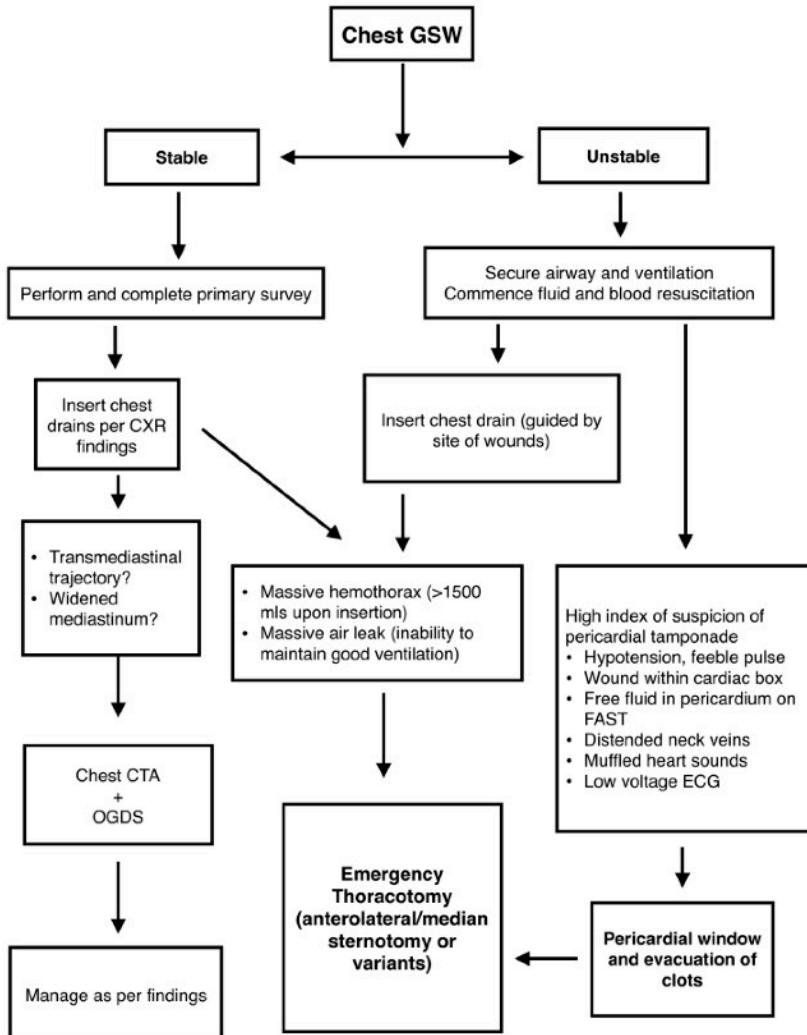 Chest GSW
Stable
Unstable
Perform and complete primary survey
Secure airway and ventilation
Commence fluid and blood resuscitation
Insert chest
drains per CXR
findings
Insert chest drain (guided by
site of wounds)
• Transmediastinal
trajectory?
• Widened
mediastinum?
• Massive hemothorax (>1500
mls upon insertion)
• Massive air leak (inability to
maintain good ventilation)
High index of suspicion of
pericardial tamponade
• Hypotension, feeble pulse
• Wound within cardiac box
• Free fluid in pericardium on
FAST
• Distended neck veins
• Muffled heart sounds
• Low voltage ECG
Chest CTA
+
OGDS
Emergency
Thoracotomy
(anterolateral/median
sternotomy or
variants)
Pericardial window
and evacuation of
clots
Manage as per findings